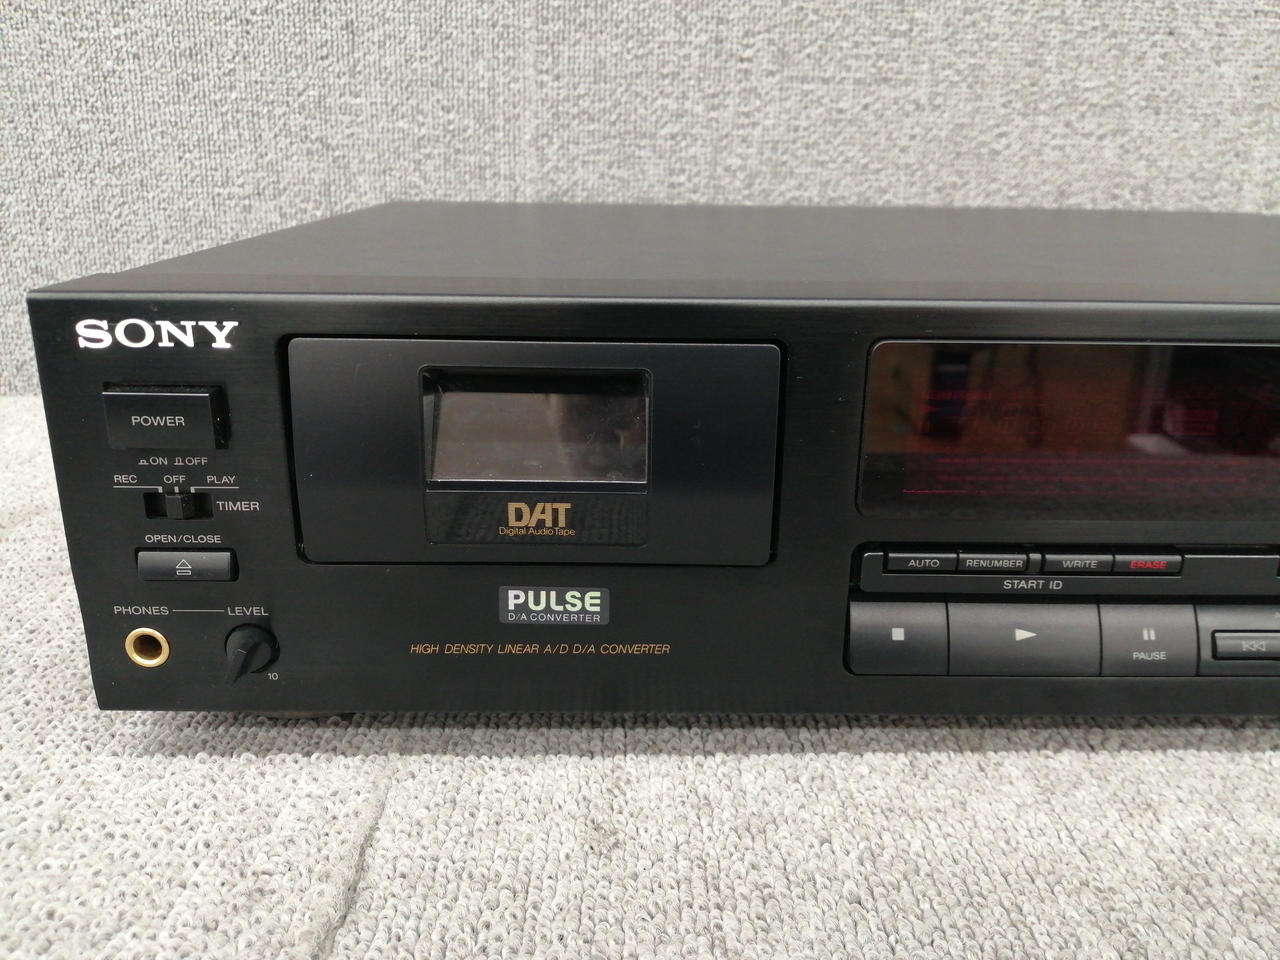 SONY
POWER
ON OFF
REC OFF PLAY
TIMER
OPEN/CLOSE
PHONES LEVEL
10
DAT
Digital Audio Tape
PULSE
D/A CONVERTER
HIGH DENSITY LINEAR A/D D/A CONVERTER
AUTO RENUMBER WRITE ERASE
START ID
PAUSE